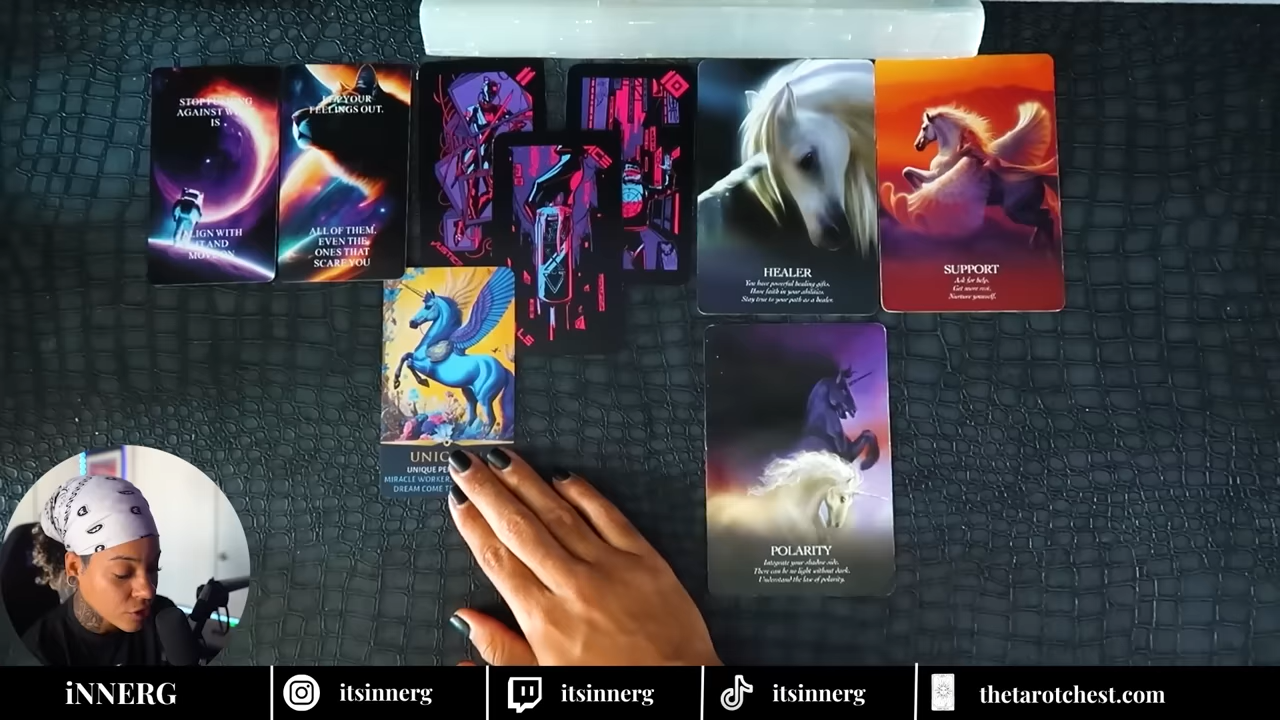 AGAINST
IS
ALIGN WITH
IT AND
MOVE ON
YOUR
FEELINGS OUT.
ALL OF THEM.
EVEN THE
ONES THAT
SCARE YOU
HEALER
You have powerful healing gifts.
Have faith in your abilities.
Stay true to your path as a healer.
SUPPORT
Ask for help.
Get more rest.
Nurture yourself.
UNIQUE
MIRACLE WORKER
DREAM COME
POLARITY
Integrate your shadow side.
There can be no light without dark.
Understand the law of polarity.
iNNERG
itsinnerg
itsinnerg
itsinnerg
thetarotchest.com